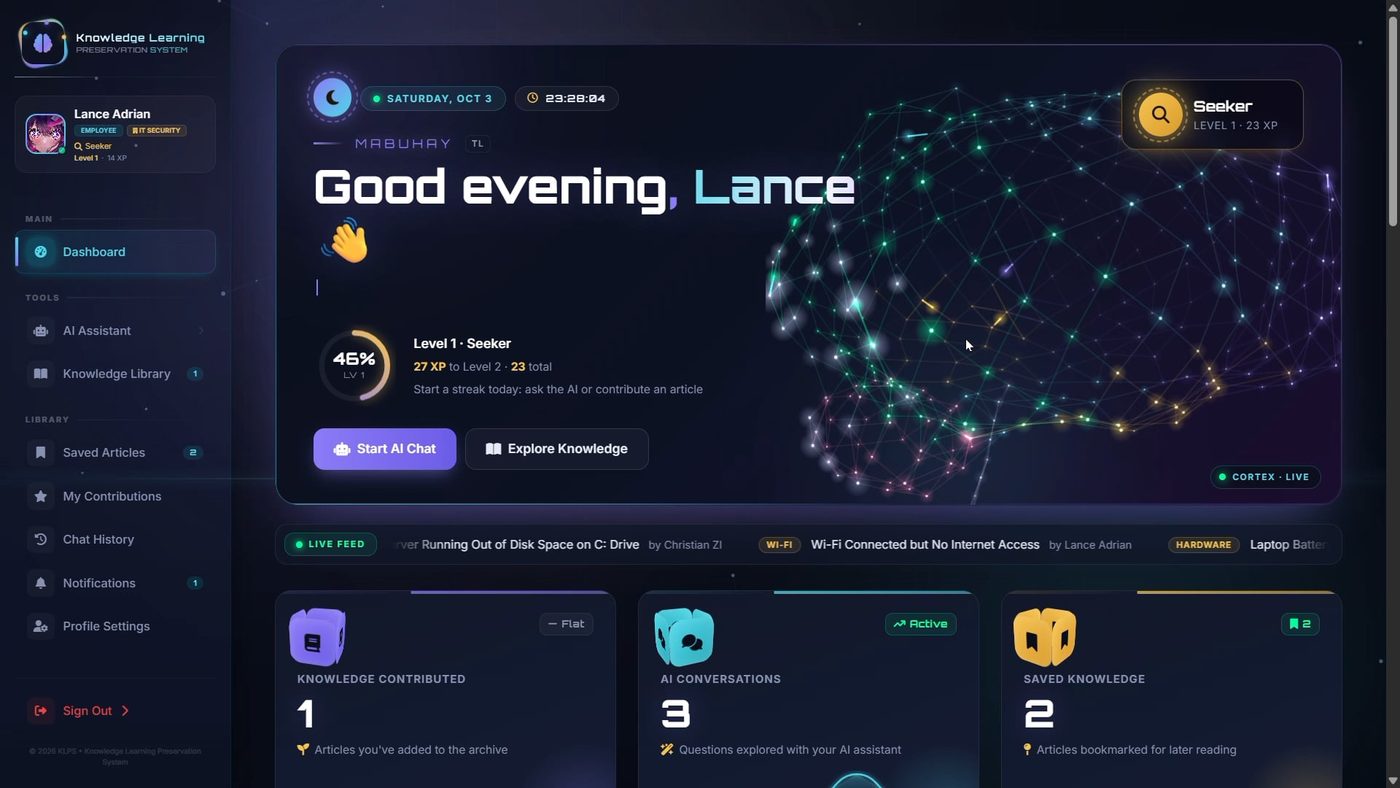 Knowledge Learning
PRESERVATION SYSTEM
Lance Adrian
EMPLOYEE
IT SECURITY
Seeker
Level 1 · 14 XP
MAIN
Dashboard
TOOLS
AI Assistant
Knowledge Library 1
LIBRARY
Saved Articles 2
My Contributions
Chat History
Notifications 1
Profile Settings
Sign Out
© 2026 KLPS • Knowledge Learning Preservation
System
SATURDAY, OCT 3
23:28:04
MABUHAY TL
Good evening, Lance
46%
LV 1
Level 1 · Seeker
27 XP to Level 2 · 23 total
Start a streak today: ask the AI or contribute an article
Start AI Chat
Explore Knowledge
Seeker
LEVEL 1 · 23 XP
CORTEX · LIVE
LIVE FEED
Running Out of Disk Space on C: Drive by Christian ZI
WI-FI Wi-Fi Connected but No Internet Access by Lance Adrian
HARDWARE Laptop
Flat
KNOWLEDGE CONTRIBUTED
1
Articles you've added to the archive
Active
AI CONVERSATIONS
3
Questions explored with your AI assistant
2
SAVED KNOWLEDGE
2
Articles bookmarked for later reading